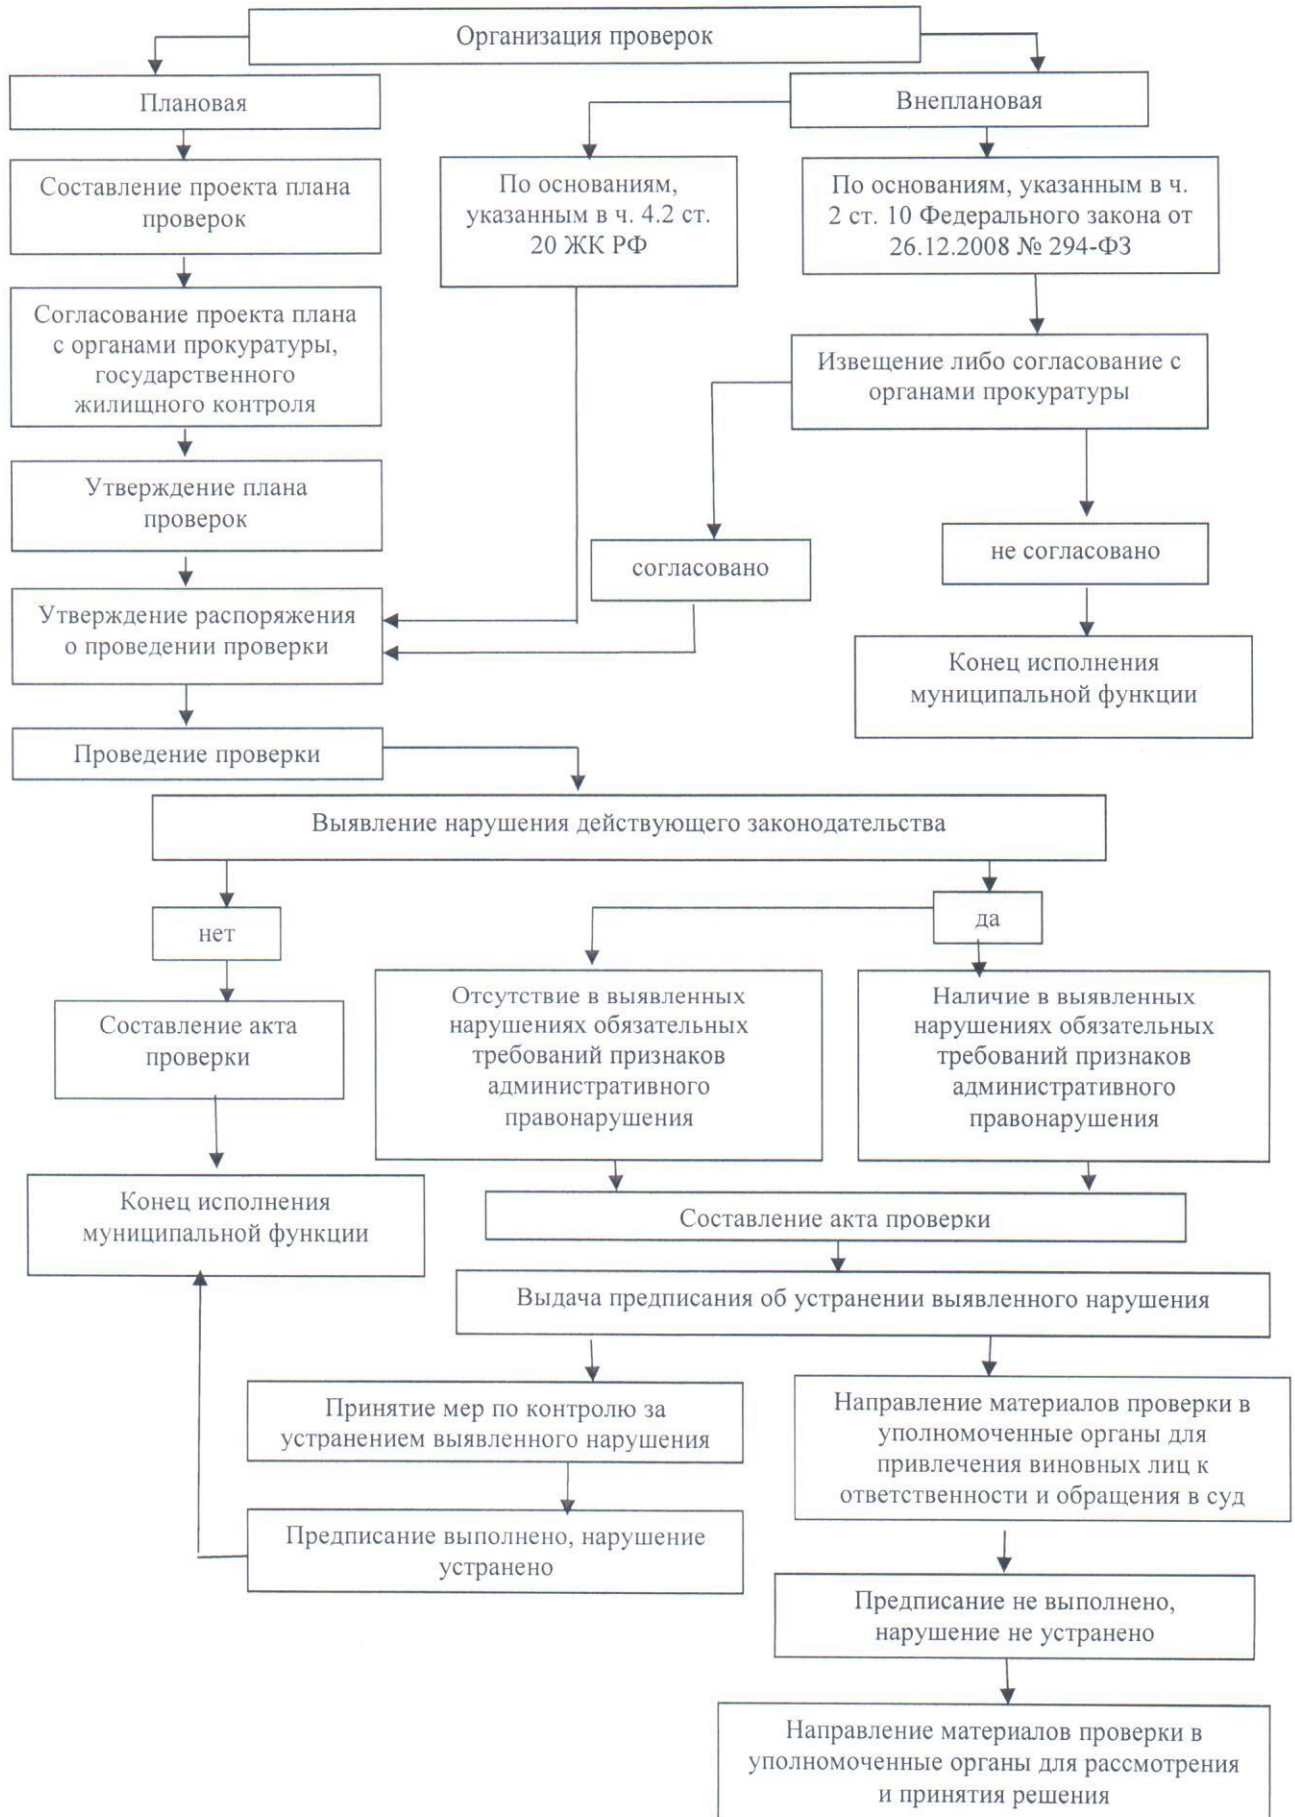 Организация проверок
Плановая
Внеплановая
Составление проекта плана
проверок
По основаниям,
указанным в ч. 4.2 ст.
20 ЖК РФ
По основаниям, указанным в ч.
2 ст. 10 Федерального закона от
26.12.2008 № 294-ФЗ
Согласование проекта плана
с органами прокуратуры,
государственного
жилищного контроля
Извещение либо согласование с
органами прокуратуры
Утверждение плана
проверок
согласовано
не согласовано
Утверждение распоряжения
о проведении проверки
Конец исполнения
муниципальной функции
Проведение проверки
Выявление нарушения действующего законодательства
нет
да
Составление акта
проверки
Отсутствие в выявленных
нарушениях обязательных
требований признаков
административного
правонарушения
Наличие в выявленных
нарушениях обязательных
требований признаков
административного
правонарушения
Конец исполнения
муниципальной функции
Составление акта проверки
Выдача предписания об устранении выявленного нарушения
Принятие мер по контролю за
устранением выявленного нарушения
Направление материалов проверки в
уполномоченные органы для
привлечения виновных лиц к
ответственности и обращения в суд
Предписание выполнено, нарушение
устранено
Предписание не выполнено,
нарушение не устранено
Направление материалов проверки в
уполномоченные органы для рассмотрения
и принятия решения